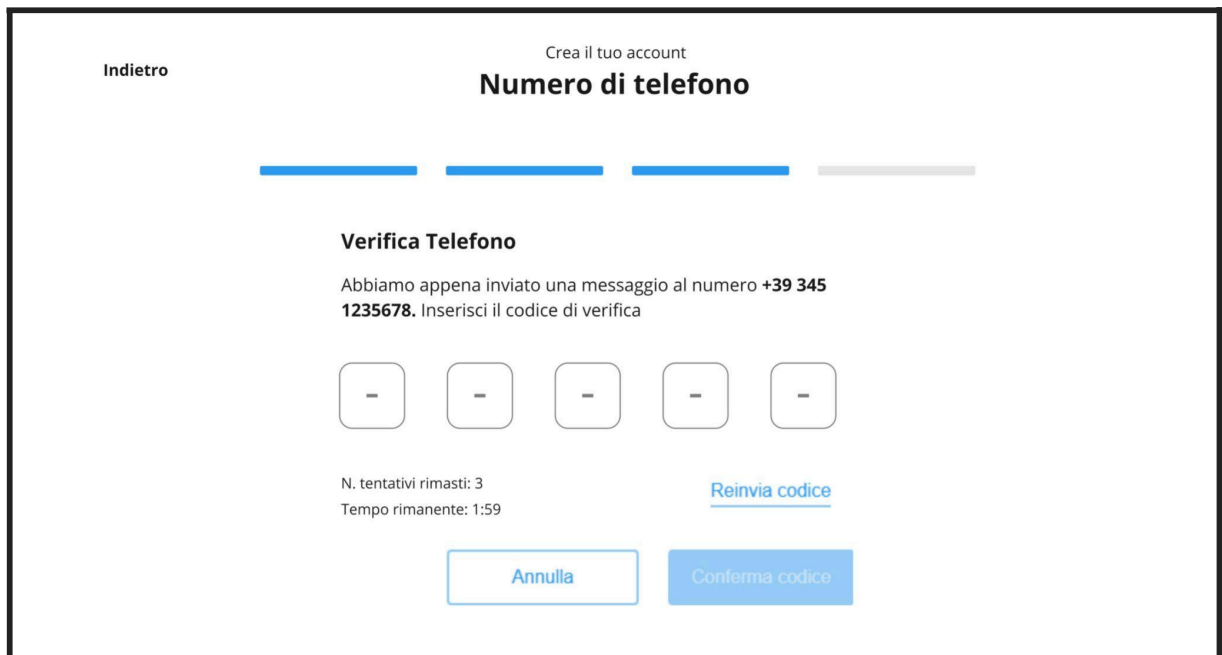 Indietro
Crea il tuo account
Numero di telefono
Verifica Telefono
Abbiamo appena inviato una messaggio al numero +39 345
1235678. Inserisci il codice di verifica
- - - - -
N. tentativi rimasti: 3
Tempo rimanente: 1:59
Reinvia codice
Annulla
Conferma codice